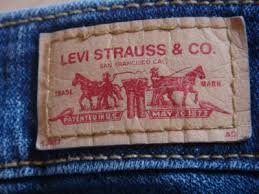 LEVI STRAUSS & CO.
SAN FRANCISCO CAL.
TRADE MARK
PATENTED IN U.S. MAY 20 1873